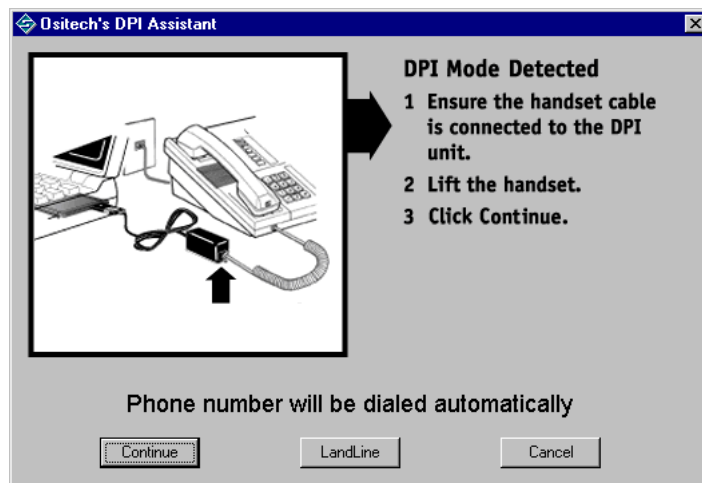 Ositech's DPI Assistant
DPI Mode Detected
1 Ensure the handset cable
is connected to the DPI
unit.
2 Lift the handset.
3 Click Continue.
Phone number will be dialed automatically
Continue
LandLine
Cancel